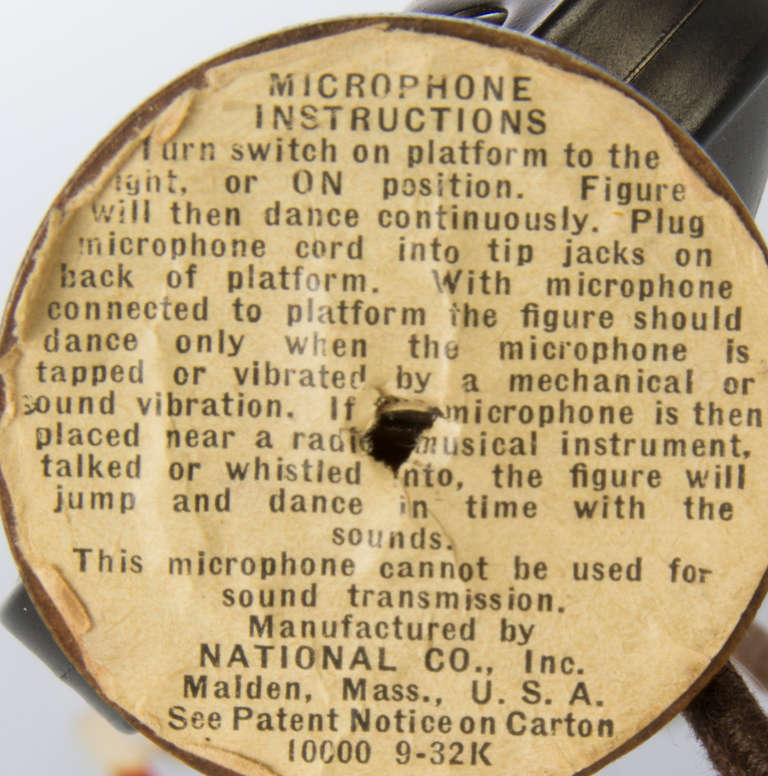 MICROPHONE
INSTRUCTIONS
Turn switch on platform to the
ight, or ON position. Figure
will then dance continuously. Plug
microphone cord into tip jacks on
back of platform. With microphone
connected to platform the figure should
dance only when the microphone is
tapped or vibrated by a mechanical or
sound vibration. If microphone is then
placed near a radio musical instrument,
talked or whistled into, the figure will
jump and dance in time with the
sounds.
This microphone cannot be used for
sound transmission.
Manufactured by
NATIONAL CO., Inc.
Malden, Mass., U. S. A.
See Patent Notice on Carton
10000 9-32K